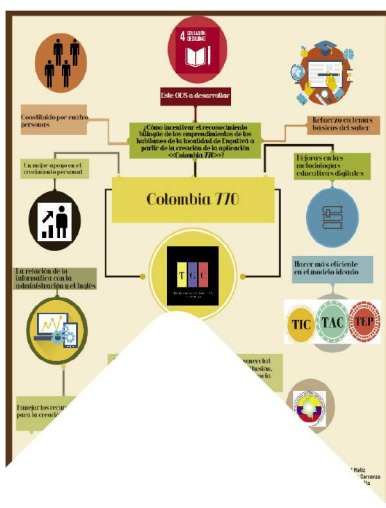 4 EDUCACIÓN
DE CALIDAD
Este ODS a desarrollar
Constituido por cuatro
personas
¿Cómo incentivar el reconocimiento
bilingüe de los emprendimientos de los
habitantes de la localidad de Engativá a
partir de la creación de la aplicación
<<Colombia 770>>?
Refuerzo en temas
básicos del saber
Un mejor apoyo en el
crecimiento personal
Mejoras en las
metodologías
educativas digitales
Colombia 770
T C C
La relación de la
informática con la
administración y el inglés
Hacer más eficiente
en el modelo ideado
TIC TAC TEP
Manejar los
para la
Matiz